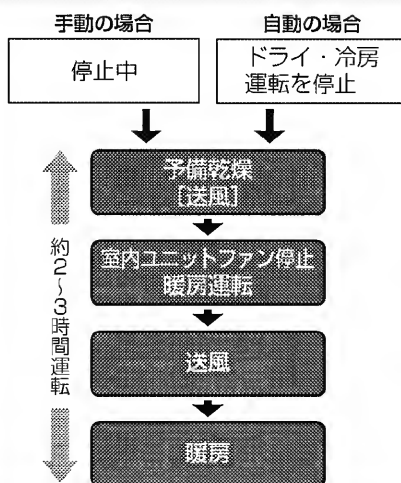 手動の場合
停止中
自動の場合
ドライ・冷房
運転を停止
予備乾燥
[送風]
室内ユニットファン停止
暖房運転
送風
暖房
約2〜3時間運転